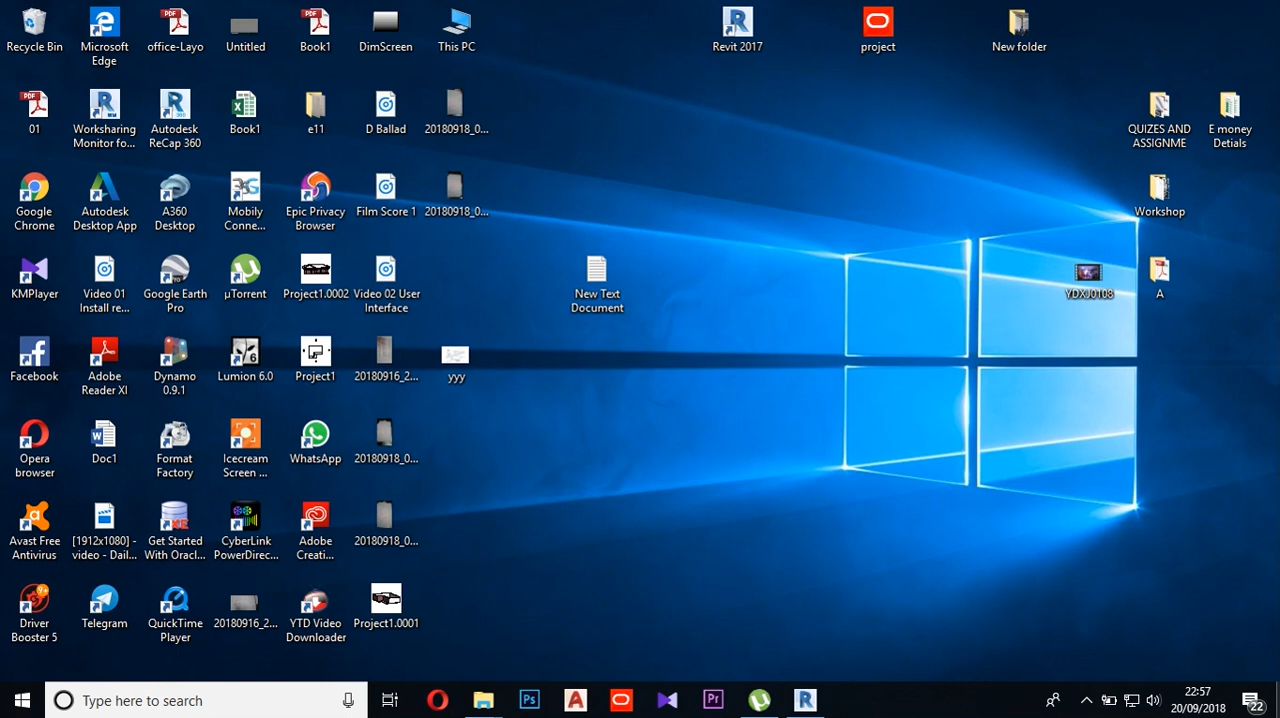 Recycle Bin
Microsoft
Edge
office-Layo
Untitled
Book1
DimScreen
This PC
Revit 2017
project
New folder
01
Worksharing
Monitor fo...
Autodesk
ReCap 360
Book1
e11
D Ballad
20180918_0...
QUIZES AND
ASSIGNME
E money
Detials
Google
Chrome
Autodesk
Desktop App
A360
Desktop
Mobily
Conne...
Epic Privacy
Browser
Film Score 1
20180918_0...
Workshop
KMPlayer
Video 01
Install re...
Google Earth
Pro
µTorrent
Project1.0002
Video 02 User
Interface
New Text
Document
YDXJ0108
A
Facebook
Adobe
Reader XI
Dynamo
0.9.1
Lumion 6.0
Project1
20180916_2...
yyy
Opera
browser
Doc1
Format
Factory
Icecream
Screen ...
WhatsApp
20180918_0...
Avast Free
Antivirus
[1912x1080] -
video - Dail...
Get Started
With Oracl...
CyberLink
PowerDirec...
Adobe
Creati...
20180918_0...
Driver
Booster 5
Telegram
QuickTime
Player
20180916_2...
YTD Video
Downloader
Project1.0001
Type here to search
22:57
20/09/2018
22